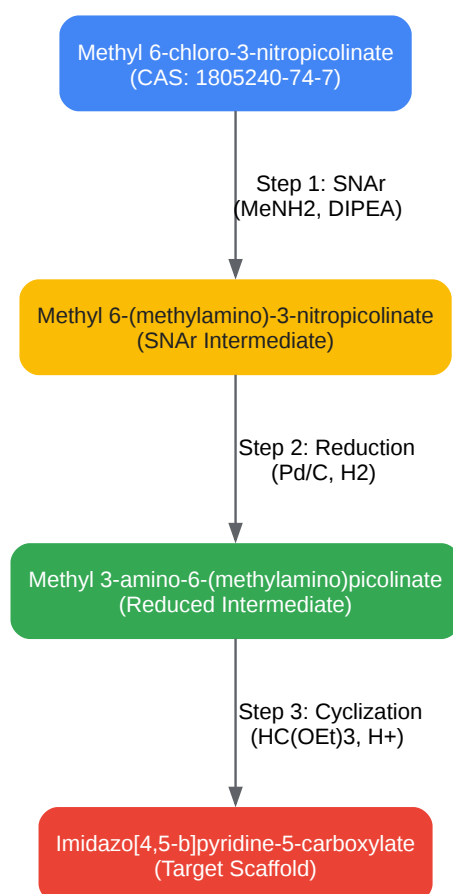 Methyl 6-chloro-3-nitropicolinate
(CAS: 1805240-74-7)
Step 1: SNAr
(MeNH2, DIPEA)
Methyl 6-(methylamino)-3-nitropicolinate
(SNAr Intermediate)
Step 2: Reduction
(Pd/C, H2)
Methyl 3-amino-6-(methylamino)picolinate
(Reduced Intermediate)
Step 3: Cyclization
(HC(OEt)3, H+)
Imidazo[4,5-b]pyridine-5-carboxylate
(Target Scaffold)